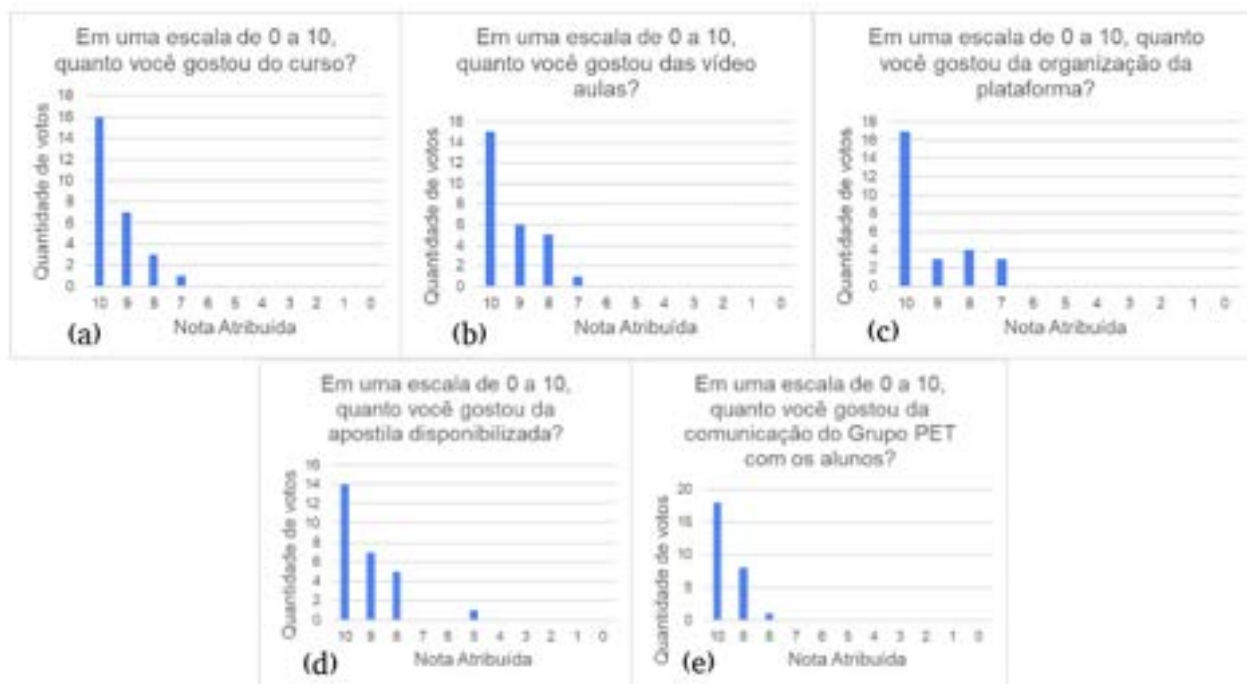 Em uma escala de 0 a 10,
quanto você gostou do curso?
Quantidade de votos
18
16
14
12
10
8
6
4
2
0
10 9 8 7 6 5 4 3 2 1 0
Nota Atribuída
(a)
Em uma escala de 0 a 10,
quanto você gostou das vídeo
aulas?
Quantidade de votos
16
14
12
10
8
6
4
2
0
10 9 8 7 6 5 4 3 2 1 0
Nota Atribuída
(b)
Em uma escala de 0 a 10, quanto
você gostou da organização da
plataforma?
Quantidade de votos
18
16
14
12
10
8
6
4
2
0
10 9 8 7 6 5 4 3 2 1 0
Nota Atribuída
(c)
Em uma escala de 0 a 10,
quanto você gostou da
apostila disponibilizada?
Quantidade de votos
16
14
12
10
8
6
4
2
0
10 9 8 7 6 5 4 3 2 1 0
Nota Atribuída
(d)
Em uma escala de 0 a 10,
quanto você gostou da
comunicação do Grupo PET
com os alunos?
Quantidade de votos
20
15
10
5
0
10 9 8 7 6 5 4 3 2 1 0
Nota Atribuída
(e)